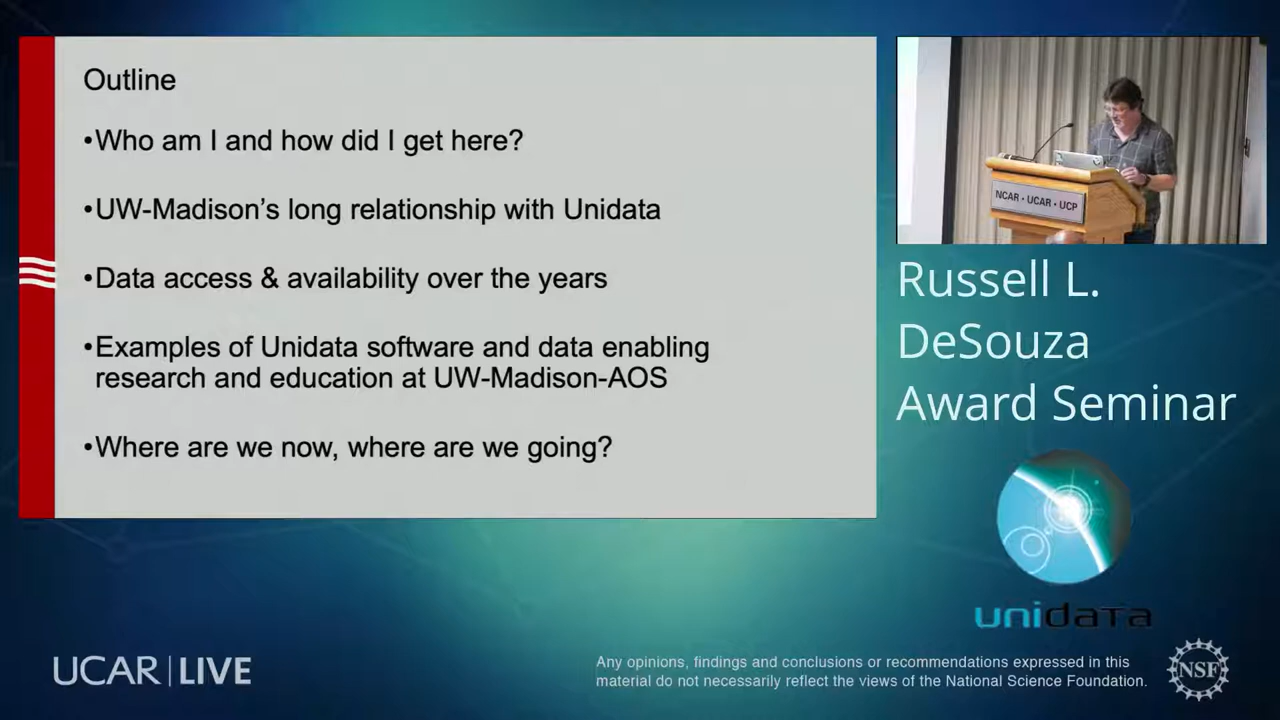 Outline
•Who am I and how did I get here?
•UW-Madison’s long relationship with Unidata
•Data access & availability over the years
•Examples of Unidata software and data enabling
research and education at UW-Madison-AOS
•Where are we now, where are we going?
NCAR • UCAR • UCP
Russell L.
DeSouza
Award Seminar
unidata
UCAR | LIVE
Any opinions, findings and conclusions or recommendations expressed in this
material do not necessarily reflect the views of the National Science Foundation.
NSF